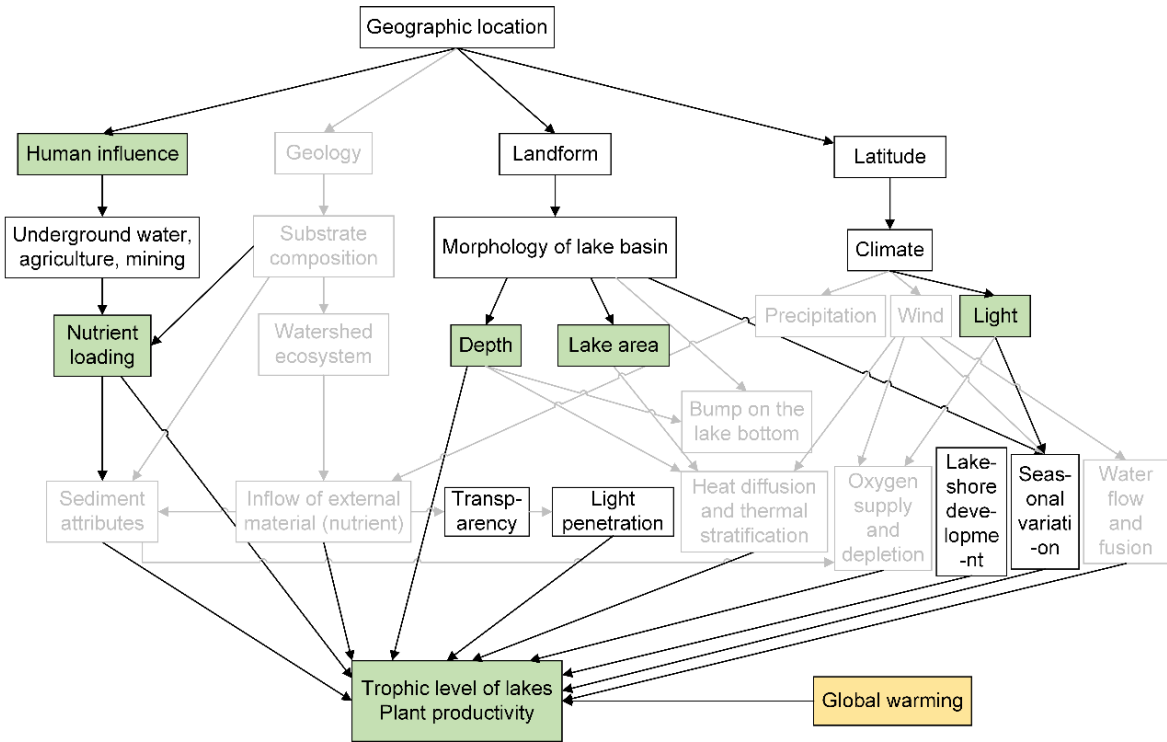 Geographic location
Human influence
Geology
Landform
Latitude
Underground water,
agriculture, mining
Substrate
composition
Morphology of lake basin
Climate
Nutrient
loading
Watershed
ecosystem
Depth
Lake area
Precipitation
Wind
Light
Bump on the
lake bottom
Sediment
attributes
Inflow of external
material (nutrient)
Transp-
arency
Light
penetration
Heat diffusion
and thermal
stratification
Oxygen
supply
and
depletion
Lake-
shore
deve-
lopme
-nt
Seas-
onal
variati
-on
Water
flow
and
fusion
Trophic level of lakes
Plant productivity
Global warming